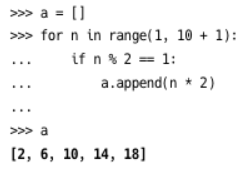 >>> a = []
>>> for n in range(1, 10 + 1):
...     if n % 2 == 1:
...         a.append(n * 2)
...
>>> a
[2, 6, 10, 14, 18]